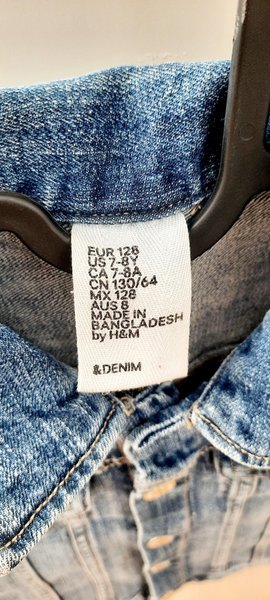 EUR 128
US 7-8Y
CA 7-8A
CN 130/64
MX 128
AUS 8
MADE IN
BANGLADESH
by H&M
&DENIM